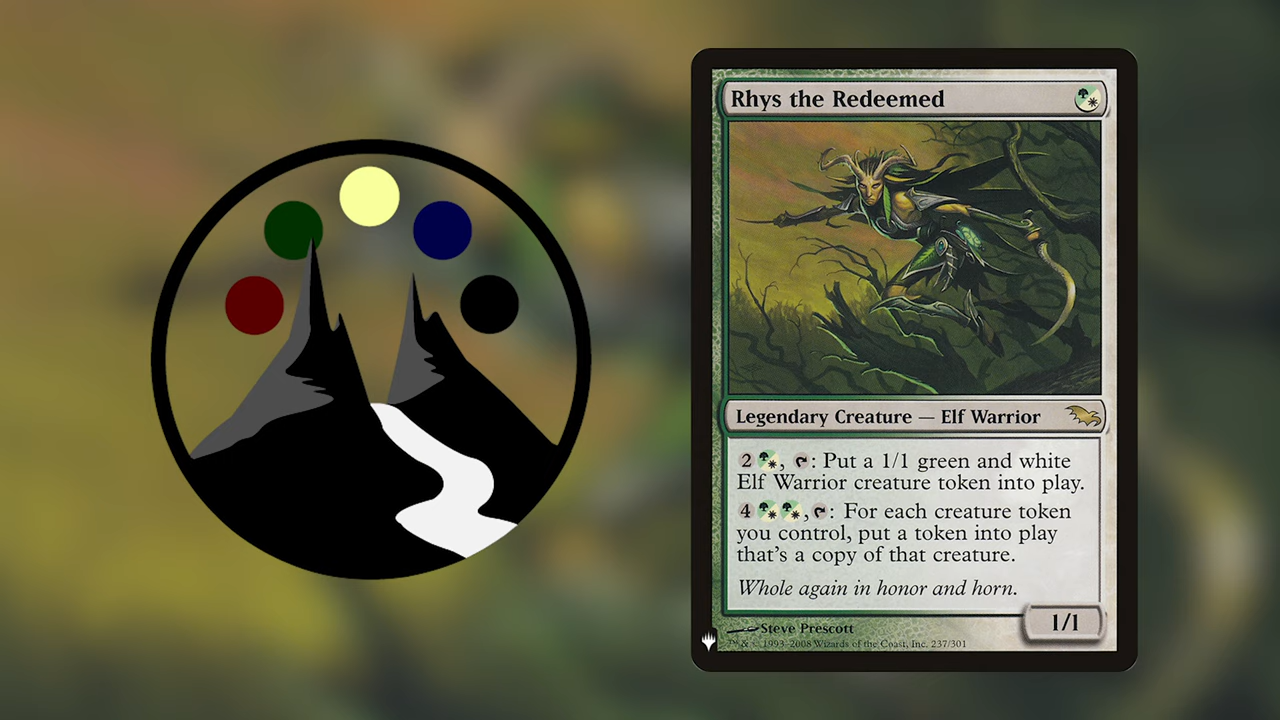 Rhys the Redeemed
Legendary Creature — Elf Warrior
2 , : Put a 1/1 green and white
Elf Warrior creature token into play.
4 , : For each creature token
you control, put a token into play
that's a copy of that creature.
Whole again in honor and horn.
1/1
Steve Prescott
™ & © 1993–2008 Wizards of the Coast, Inc. 237/301